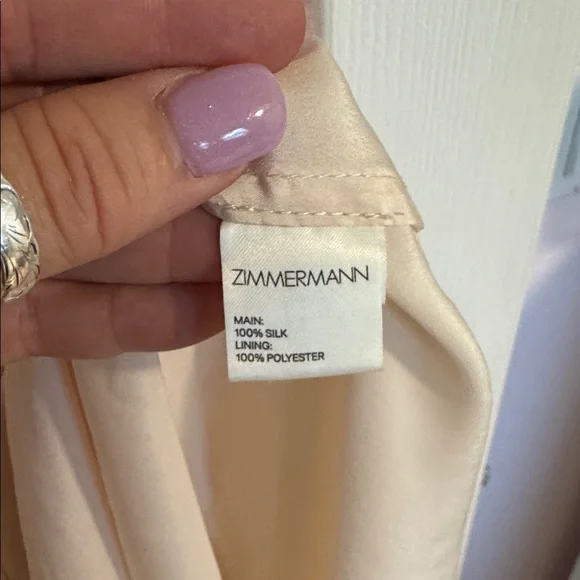 ZIMMERMANN
MAIN:
100% SILK
LINING:
100% POLYESTER